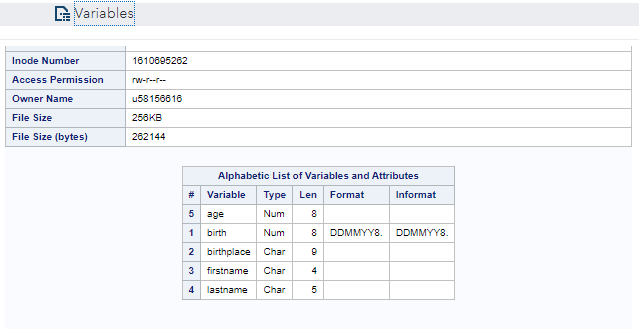 Variables
Inode Number 1610695262
Access Permission rw-r--r--
Owner Name u58156616
File Size 256KB
File Size (bytes) 262144
Alphabetic List of Variables and Attributes
# Variable Type Len Format Informat
5 age Num 8
1 birth Num 8 DDMMYY8. DDMMYY8.
2 birthplace Char 9
3 firstname Char 4
4 lastname Char 5